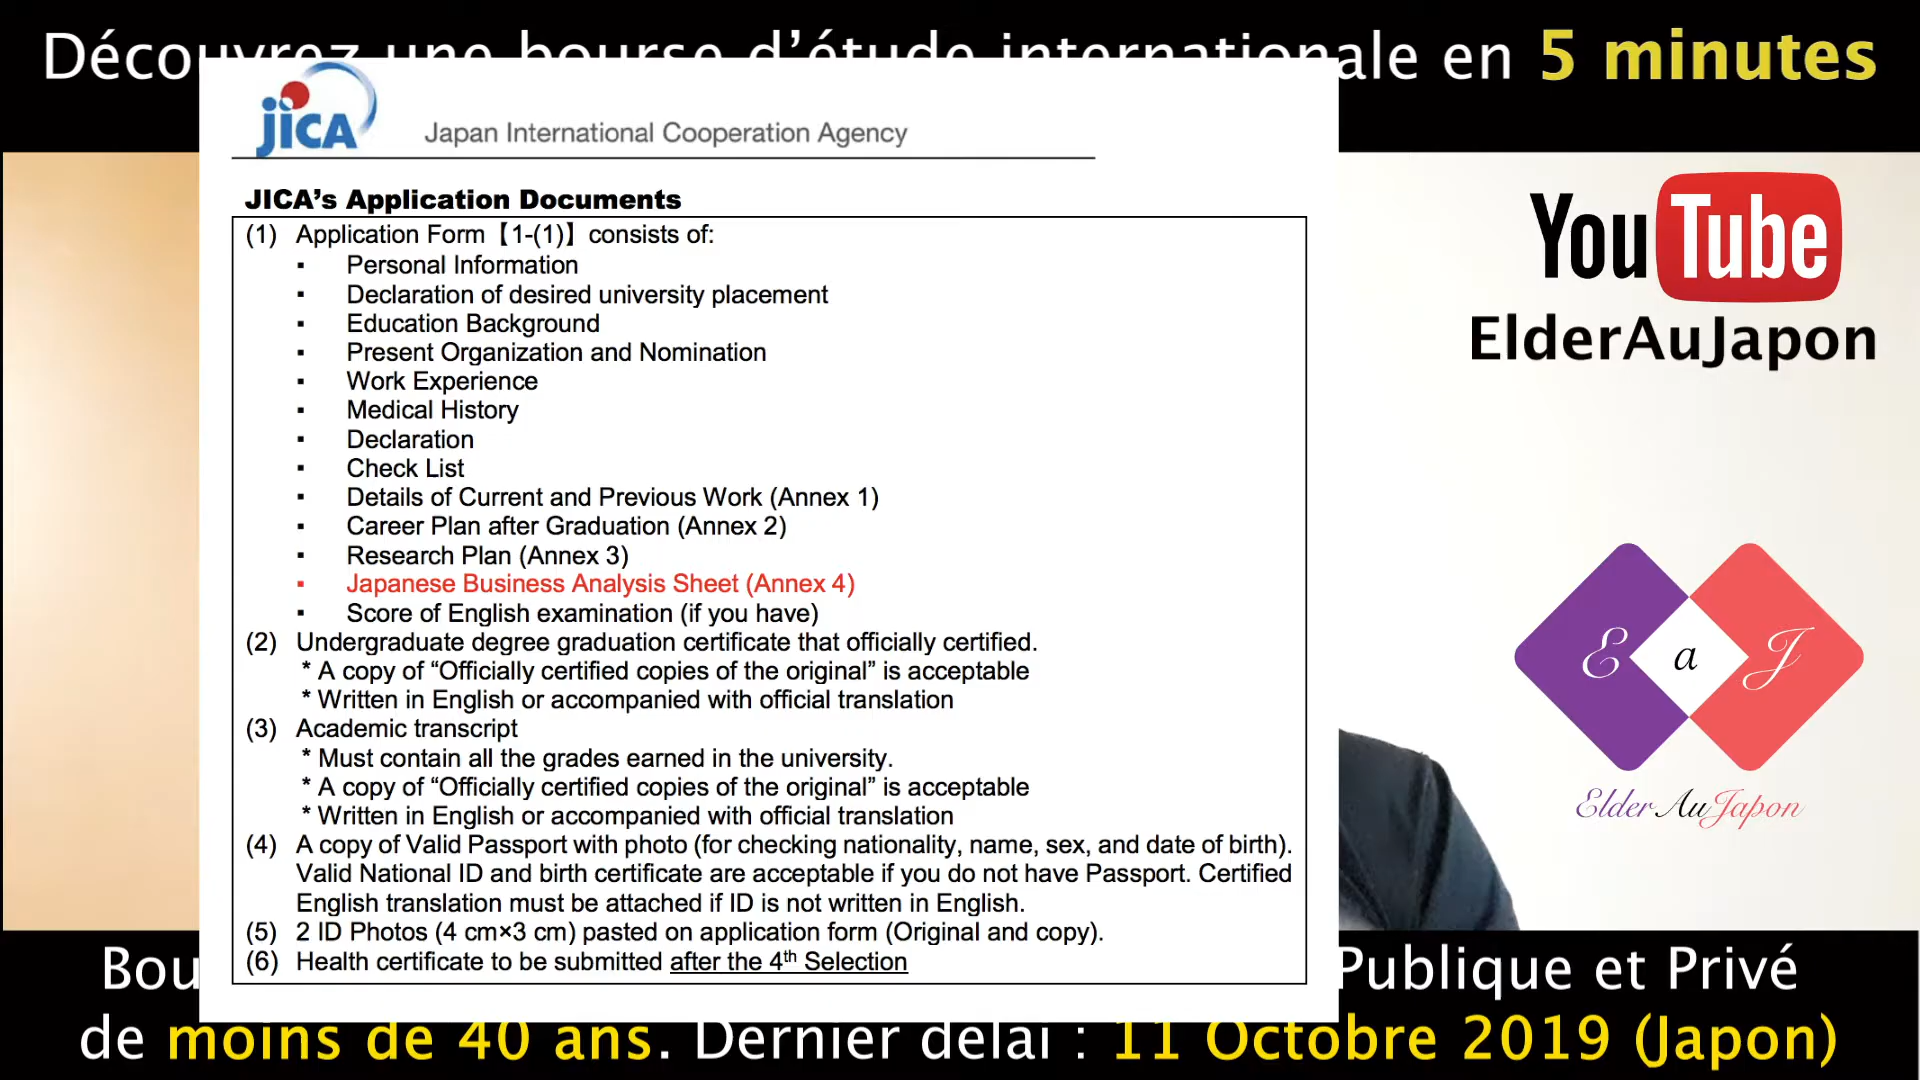 Découvrez une bourse d’étude internationale en 5 minutes
JICA
Japan International Cooperation Agency
JICA’s Application Documents
(1) Application Form【1-(1)】consists of:
▪ Personal Information
▪ Declaration of desired university placement
▪ Education Background
▪ Present Organization and Nomination
▪ Work Experience
▪ Medical History
▪ Declaration
▪ Check List
▪ Details of Current and Previous Work (Annex 1)
▪ Career Plan after Graduation (Annex 2)
▪ Research Plan (Annex 3)
▪ Japanese Business Analysis Sheet (Annex 4)
▪ Score of English examination (if you have)
(2) Undergraduate degree graduation certificate that officially certified.
* A copy of “Officially certified copies of the original” is acceptable
* Written in English or accompanied with official translation
(3) Academic transcript
* Must contain all the grades earned in the university.
* A copy of “Officially certified copies of the original” is acceptable
* Written in English or accompanied with official translation
(4) A copy of Valid Passport with photo (for checking nationality, name, sex, and date of birth).
Valid National ID and birth certificate are acceptable if you do not have Passport. Certified
English translation must be attached if ID is not written in English.
(5) 2 ID Photos (4 cm×3 cm) pasted on application form (Original and copy).
(6) Health certificate to be submitted after the 4th Selection
YouTube
ElderAuJapon
E a J
Elder Au Japon
Publique et Privé
de moins de 40 ans. Dernier délai : 11 Octobre 2019 (Japon)